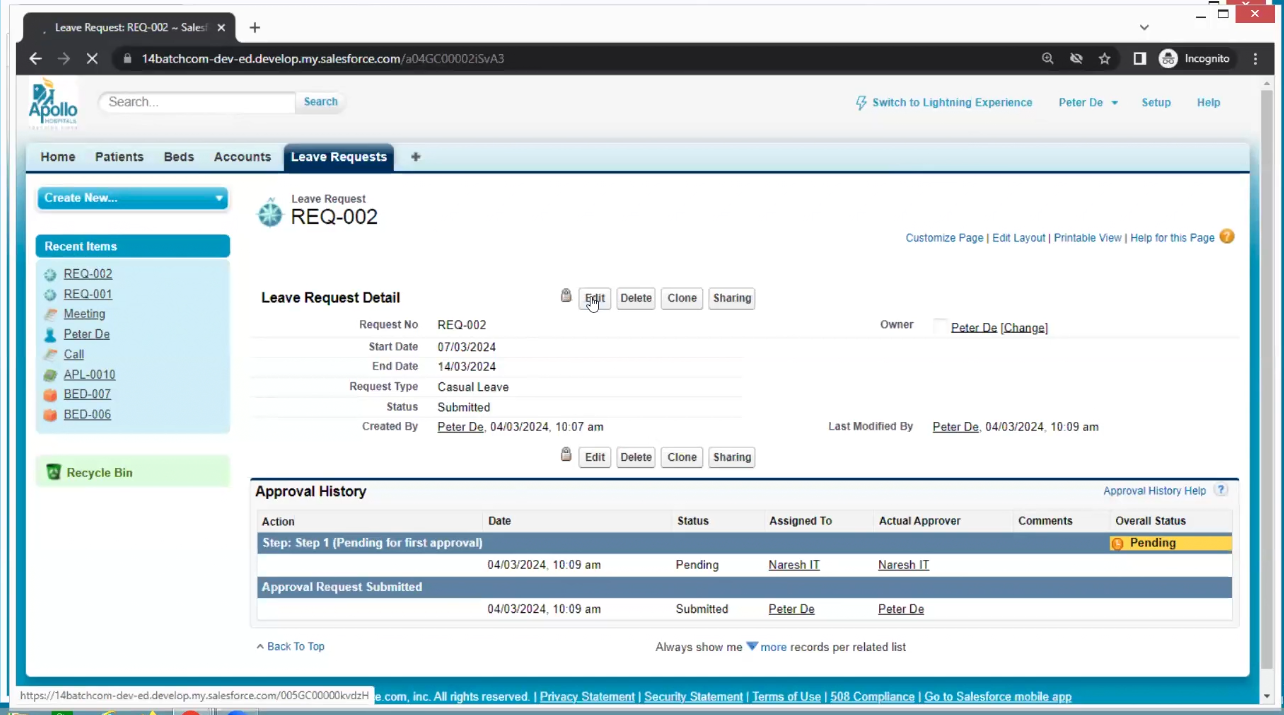 Leave Request: REQ-002 ~ Sales
14batchcom-dev-ed.develop.my.salesforce.com/a04GC00002iSvA3
Incognito
Apollo
HOSPITALS
Search...
Search
Switch to Lightning Experience
Peter De
Setup
Help
Home
Patients
Beds
Accounts
Leave Requests
Create New...
Recent Items
REQ-002
REQ-001
Meeting
Peter De
Call
APL-0010
BED-007
BED-006
Recycle Bin
Leave Request
REQ-002
Customize Page | Edit Layout | Printable View | Help for this Page
Leave Request Detail
Edit Delete Clone Sharing
Request No REQ-002 Owner Peter De [Change]
Start Date 07/03/2024
End Date 14/03/2024
Request Type Casual Leave
Status Submitted
Created By Peter De, 04/03/2024, 10:07 am Last Modified By Peter De, 04/03/2024, 10:09 am
Edit Delete Clone Sharing
Approval History Approval History Help ?
Action Date Status Assigned To Actual Approver Comments Overall Status
Step: Step 1 (Pending for first approval) Pending
04/03/2024, 10:09 am Pending Naresh IT Naresh IT
Approval Request Submitted
04/03/2024, 10:09 am Submitted Peter De Peter De
^ Back To Top Always show me more records per related list
https://14batchcom-dev-ed.develop.my.salesforce.com/005GC00000kvdzH
e.com, inc. All rights reserved. | Privacy Statement | Security Statement | Terms of Use | 508 Compliance | Go to Salesforce mobile app